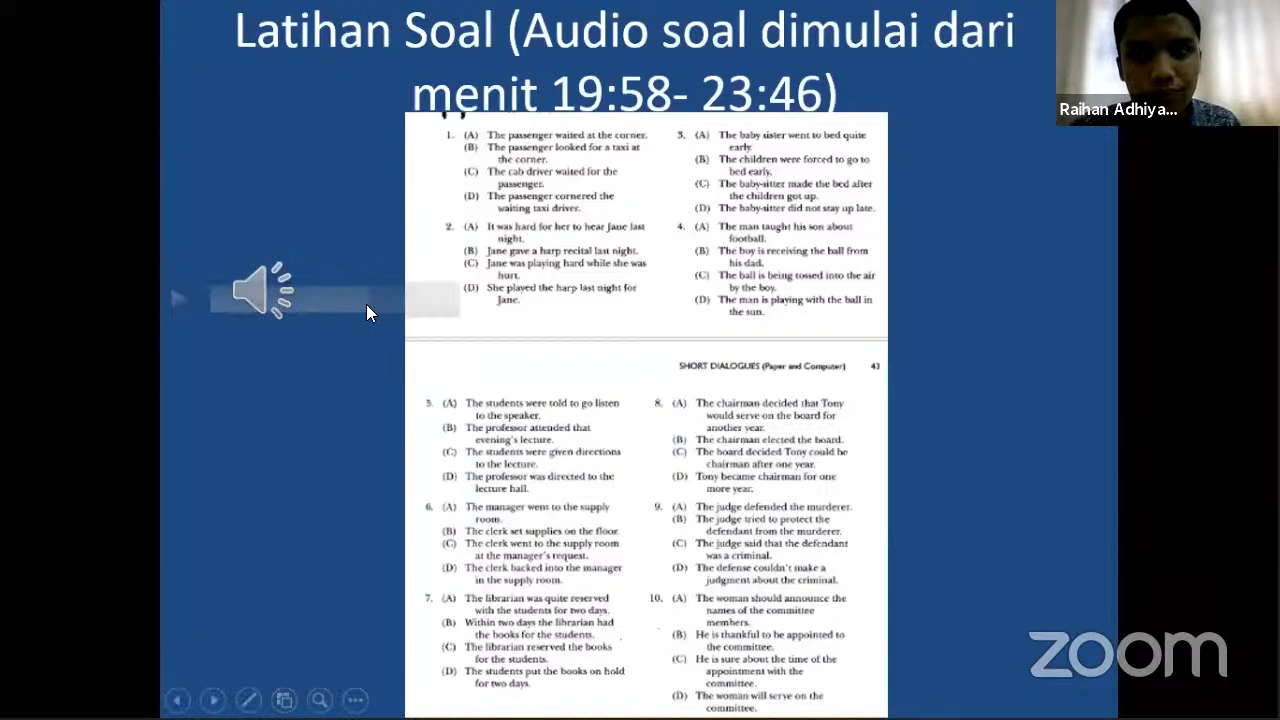 Latihan Soal (Audio soal dimulai dari
menit 19:58- 23:46)
Raihan Adhiya...
1. (A) The passenger waited at the corner.
(B) The passenger looked for a taxi at
the corner.
(C) The cab driver waited for the
passenger.
(D) The passenger cornered the
waiting taxi driver.
2. (A) It was hard for her to hear Jane last
night.
(B) Jane gave a harp recital last night.
(C) Jane was playing hard while she was
hurt.
(D) She played the harp last night for
Jane.
3. (A) The baby sister went to bed quite
early.
(B) The children were forced to go to
bed early.
(C) The baby-sitter made the bed after
the children got up.
(D) The baby-sitter did not stay up late.
4. (A) The man taught his son about
football.
(B) The boy is receiving the ball from
his dad.
(C) The ball is being tossed into the air
by the boy.
(D) The man is playing with the ball in
the sun.
SHORT DIALOGUES (Paper and Computer) 43
5. (A) The students were told to go listen
to the speaker.
(B) The professor attended that
evening's lecture.
(C) The students were given directions
to the lecture.
(D) The professor was directed to the
lecture hall.
6. (A) The manager went to the supply
room.
(B) The clerk set supplies on the floor.
(C) The clerk went to the supply room
at the manager's request.
(D) The clerk backed into the manager
in the supply room.
7. (A) The librarian was quite reserved
with the students for two days.
(B) Within two days the librarian had
the books for the students.
(C) The librarian reserved the books
for the students.
(D) The students put the books on hold
for two days.
8. (A) The chairman decided that Tony
would serve on the board for
another year.
(B) The chairman elected the board.
(C) The board decided Tony could be
chairman after one year.
(D) Tony became chairman for one
more year.
9. (A) The judge defended the murderer.
(B) The judge tried to protect the
defendant from the murderer.
(C) The judge said that the defendant
was a criminal.
(D) The defense couldn't make a
judgment about the criminal.
10. (A) The woman should announce the
names of the committee
members.
(B) He is thankful to be appointed to
the committee.
(C) He is sure about the time of the
appointment with the
committee.
(D) The woman will serve on the
committee.
zoom